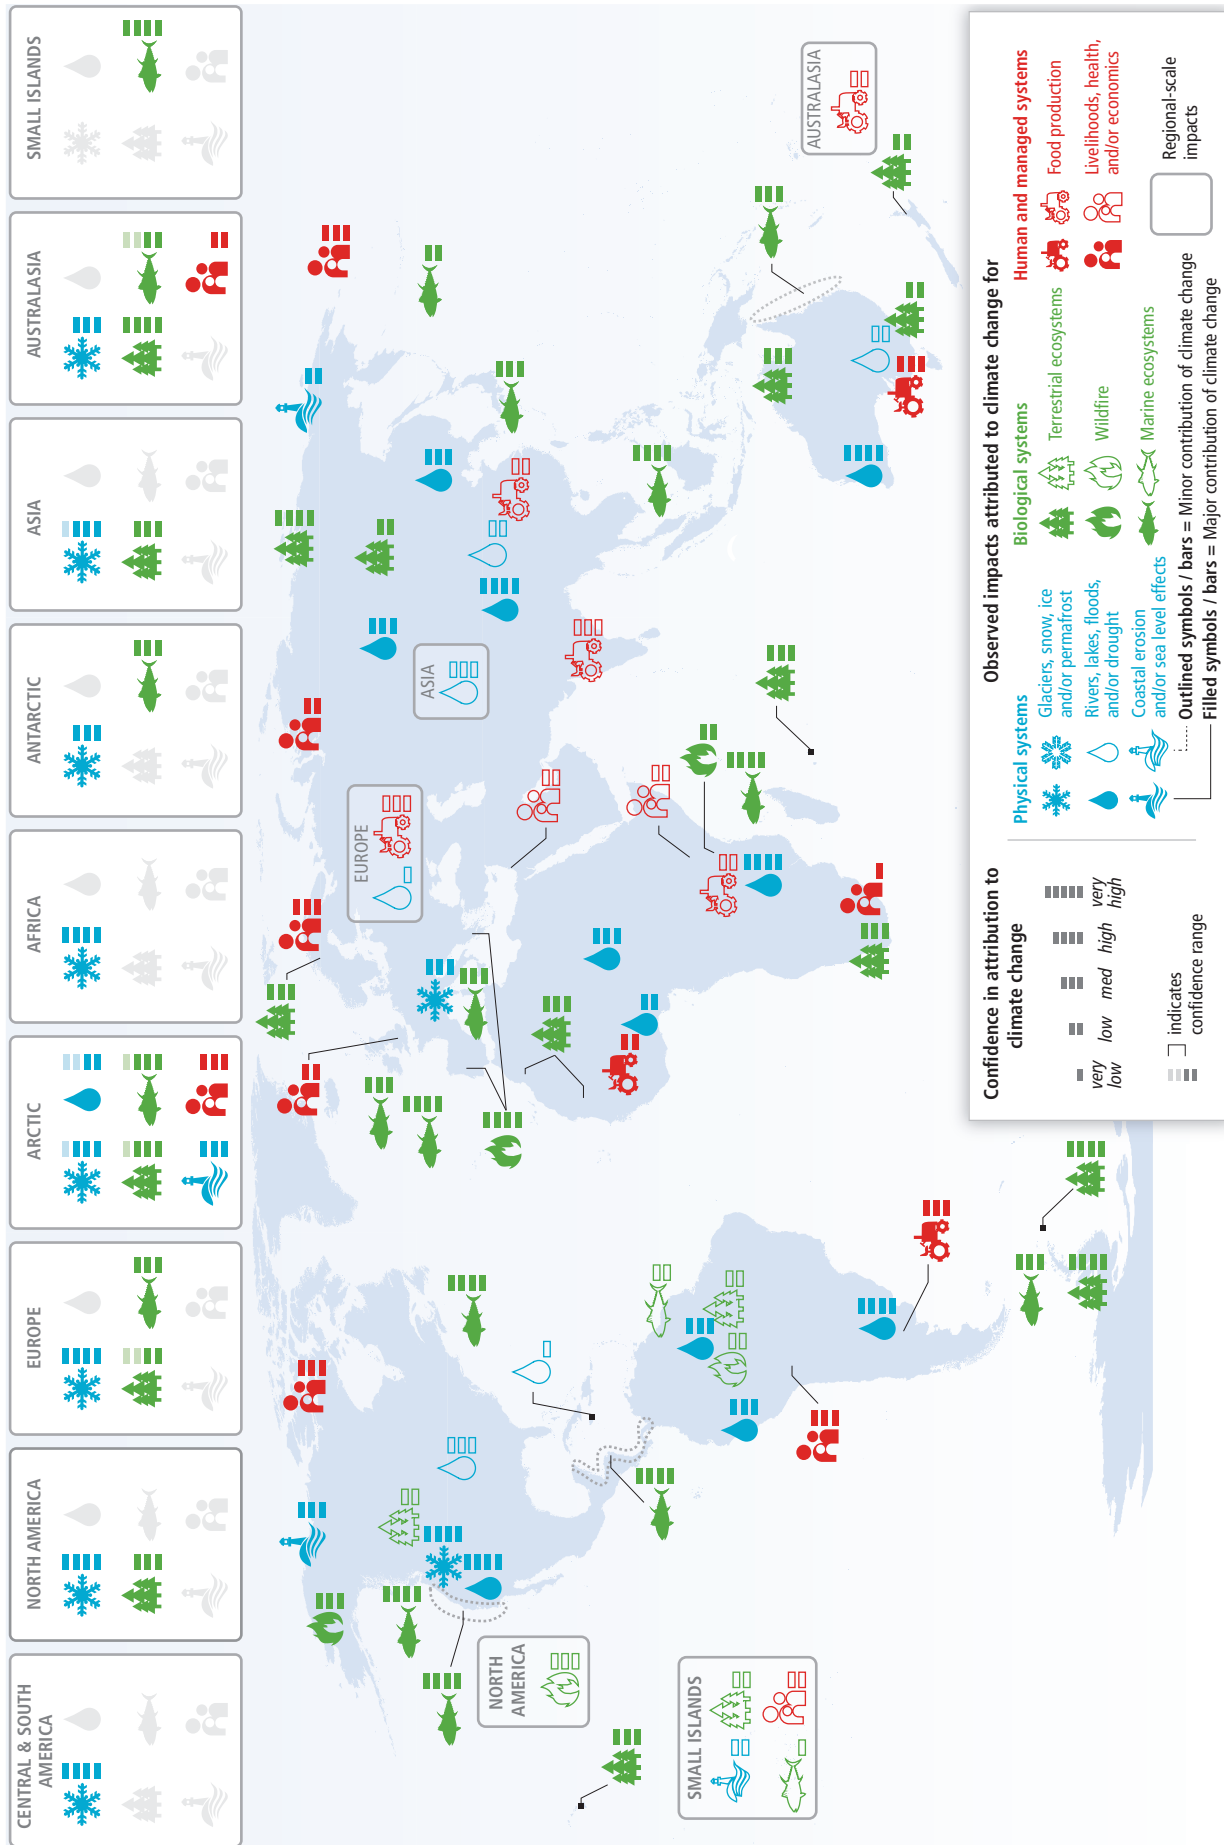 CENTRAL & SOUTH
AMERICA
NORTH AMERICA
EUROPE
ARCTIC
AFRICA
ANTARCTIC
ASIA
AUSTRALASIA
SMALL ISLANDS
EUROPE
ASIA
NORTH
AMERICA
SMALL ISLANDS
AUSTRALASIA
Confidence in attribution to
climate change
very
low
low
med
high
very
high
indicates
confidence range
Observed impacts attributed to climate change for
Physical systems
Glaciers, snow, ice
and/or permafrost
Rivers, lakes, floods,
and/or drought
Coastal erosion
and/or sea level effects
Biological systems
Terrestrial ecosystems
Wildfire
Marine ecosystems
Human and managed systems
Food production
Livelihoods, health,
and/or economics
Regional-scale
impacts
Outlined symbols / bars = Minor contribution of climate change
Filled symbols / bars = Major contribution of climate change